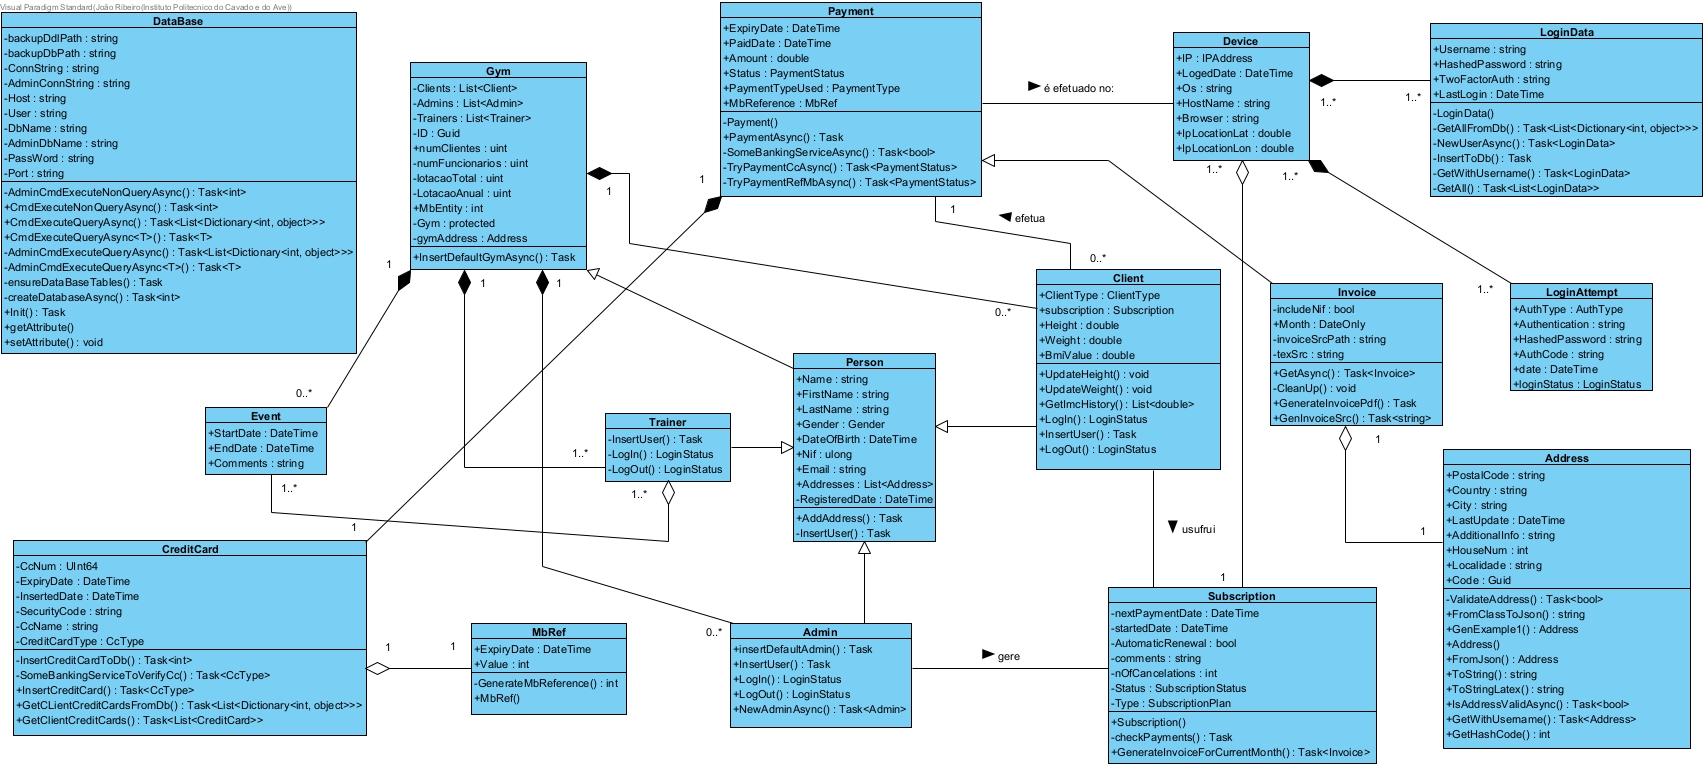 Visual Paradigm Standard(João Ribeiro(Instituto Politecnico do Cavado e do Ave))
DataBase
-backupDdlPath : string
-backupDbPath : string
-ConnString : string
-AdminConnString : string
-Host : string
-User : string
-DbName : string
-AdminDbName : string
-PassWord : string
-Port : string
-AdminCmdExecuteNonQueryAsync() : Task<int>
+CmdExecuteNonQueryAsync() : Task<int>
+CmdExecuteQueryAsync() : Task<List<Dictionary<int, object>>>
+CmdExecuteQueryAsync<T>() : Task<T>
-AdminCmdExecuteQueryAsync() : Task<List<Dictionary<int, object>>>
-AdminCmdExecuteQueryAsync<T>() : Task<T>
-ensureDataBaseTables() : Task
-createDatabaseAsync() : Task<int>
+Init() : Task
+getAttribute()
+setAttribute() : void
Gym
-Clients : List<Client>
-Admins : List<Admin>
-Trainers : List<Trainer>
-ID : Guid
+numClientes : uint
-numFuncionarios : uint
-lotacaoTotal : uint
-LotacaoAnual : uint
+MbEntity : int
-Gym : protected
-gymAddress : Address
+InsertDefaultGymAsync() : Task
Payment
+ExpiryDate : DateTime
+PaidDate : DateTime
+Amount : double
+Status : PaymentStatus
+PaymentTypeUsed : PaymentType
+MbReference : MbRef
-Payment()
+PaymentAsync() : Task
-SomeBankingServiceAsync() : Task<bool>
-TryPaymentCcAsync() : Task<PaymentStatus>
-TryPaymentRefMbAsync() : Task<PaymentStatus>
é efetuado no:
Device
+IP : IPAddress
+LogedDate : DateTime
+Os : string
+HostName : string
+Browser : string
+IpLocationLat : double
+IpLocationLon : double
1..*
1..*
LoginData
+Username : string
+HashedPassword : string
+TwoFactorAuth : string
+LastLogin : DateTime
-LoginData()
-GetAllFromDb() : Task<List<Dictionary<int, object>>>
-NewUserAsync() : Task<LoginData>
-InsertToDb() : Task
-GetWithUsername() : Task<LoginData>
-GetAll() : Task<List<LoginData>>
1..*
1..*
1
1
1
efetua
0..*
1
1
1
0..*
Client
+ClientType : ClientType
+subscription : Subscription
+Height : double
+Weight : double
+BmiValue : double
+UpdateHeight() : void
+UpdateWeight() : void
+GetImcHistory() : List<double>
+LogIn() : LoginStatus
+InsertUser() : Task
+LogOut() : LoginStatus
Invoice
-includeNif : bool
+Month : DateOnly
-invoiceSrcPath : string
-texSrc : string
+GetAsync() : Task<Invoice>
-CleanUp() : void
+GenerateInvoicePdf() : Task
+GenInvoiceSrc() : Task<string>
1..*
LoginAttempt
+AuthType : AuthType
+Authentication : string
+HashedPassword : string
+AuthCode : string
+date : DateTime
+loginStatus : LoginStatus
0..*
Event
+StartDate : DateTime
+EndDate : DateTime
+Comments : string
1..*
1..*
Trainer
-InsertUser() : Task
-LogIn() : LoginStatus
-LogOut() : LoginStatus
1..*
Person
+Name : string
+FirstName : string
+LastName : string
+Gender : Gender
+DateOfBirth : DateTime
+Nif : ulong
+Email : string
+Addresses : List<Address>
-RegisteredDate : DateTime
+AddAddress() : Task
-InsertUser() : Task
1
1
Address
+PostalCode : string
+Country : string
+City : string
+LastUpdate : DateTime
+AdditionalInfo : string
+HouseNum : int
+Localidade : string
+Code : Guid
-ValidateAddress() : Task<bool>
+FromClassToJson() : string
+GenExample1() : Address
+Address()
+FromJson() : Address
+ToString() : string
+ToStringLatex() : string
+IsAddressValidAsync() : Task<bool>
+GetWithUsername() : Task<Address>
+GetHashCode() : int
usufrui
1
CreditCard
-CcNum : UInt64
-ExpiryDate : DateTime
-InsertedDate : DateTime
-SecurityCode : string
-CcName : string
-CreditCardType : CcType
-InsertCreditCardToDb() : Task<int>
-SomeBankingServiceToVerifyCc() : Task<CcType>
+InsertCreditCard() : Task<CcType>
+GetCLientCreditCardsFromDb() : Task<List<Dictionary<int, object>>>
+GetClientCreditCards() : Task<List<CreditCard>>
1
1
MbRef
+ExpiryDate : DateTime
+Value : int
-GenerateMbReference() : int
+MbRef()
0..*
Admin
+insertDefaultAdmin() : Task
+InsertUser() : Task
+LogIn() : LoginStatus
+LogOut() : LoginStatus
+NewAdminAsync() : Task<Admin>
gere
1
Subscription
-nextPaymentDate : DateTime
-startedDate : DateTime
-AutomaticRenewal : bool
-comments : string
-nOfCancelations : int
-Status : SubscriptionStatus
-Type : SubscriptionPlan
+Subscription()
-checkPayments() : Task
+GenerateInvoiceForCurrentMonth() : Task<Invoice>